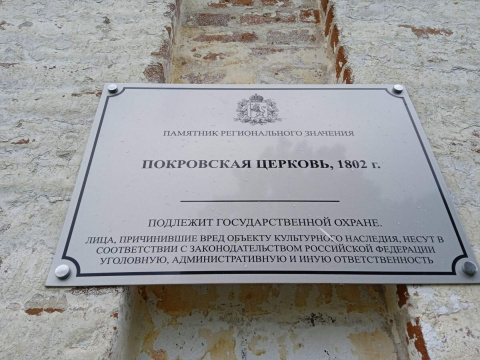 ПАМЯТНИК РЕГИОНАЛЬНОГО ЗНАЧЕНИЯ
ПОКРОВСКАЯ ЦЕРКОВЬ, 1802 г.
ПОДЛЕЖИТ ГОСУДАРСТВЕННОЙ ОХРАНЕ.
ЛИЦА, ПРИЧИНИВШИЕ ВРЕД ОБЪЕКТУ КУЛЬТУРНОГО НАСЛЕДИЯ, НЕСУТ В
СООТВЕТСТВИИ С ЗАКОНОДАТЕЛЬСТВОМ РОССИЙСКОЙ ФЕДЕРАЦИИ
УГОЛОВНУЮ, АДМИНИСТРАТИВНУЮ И ИНУЮ ОТВЕТСТВЕННОСТЬ